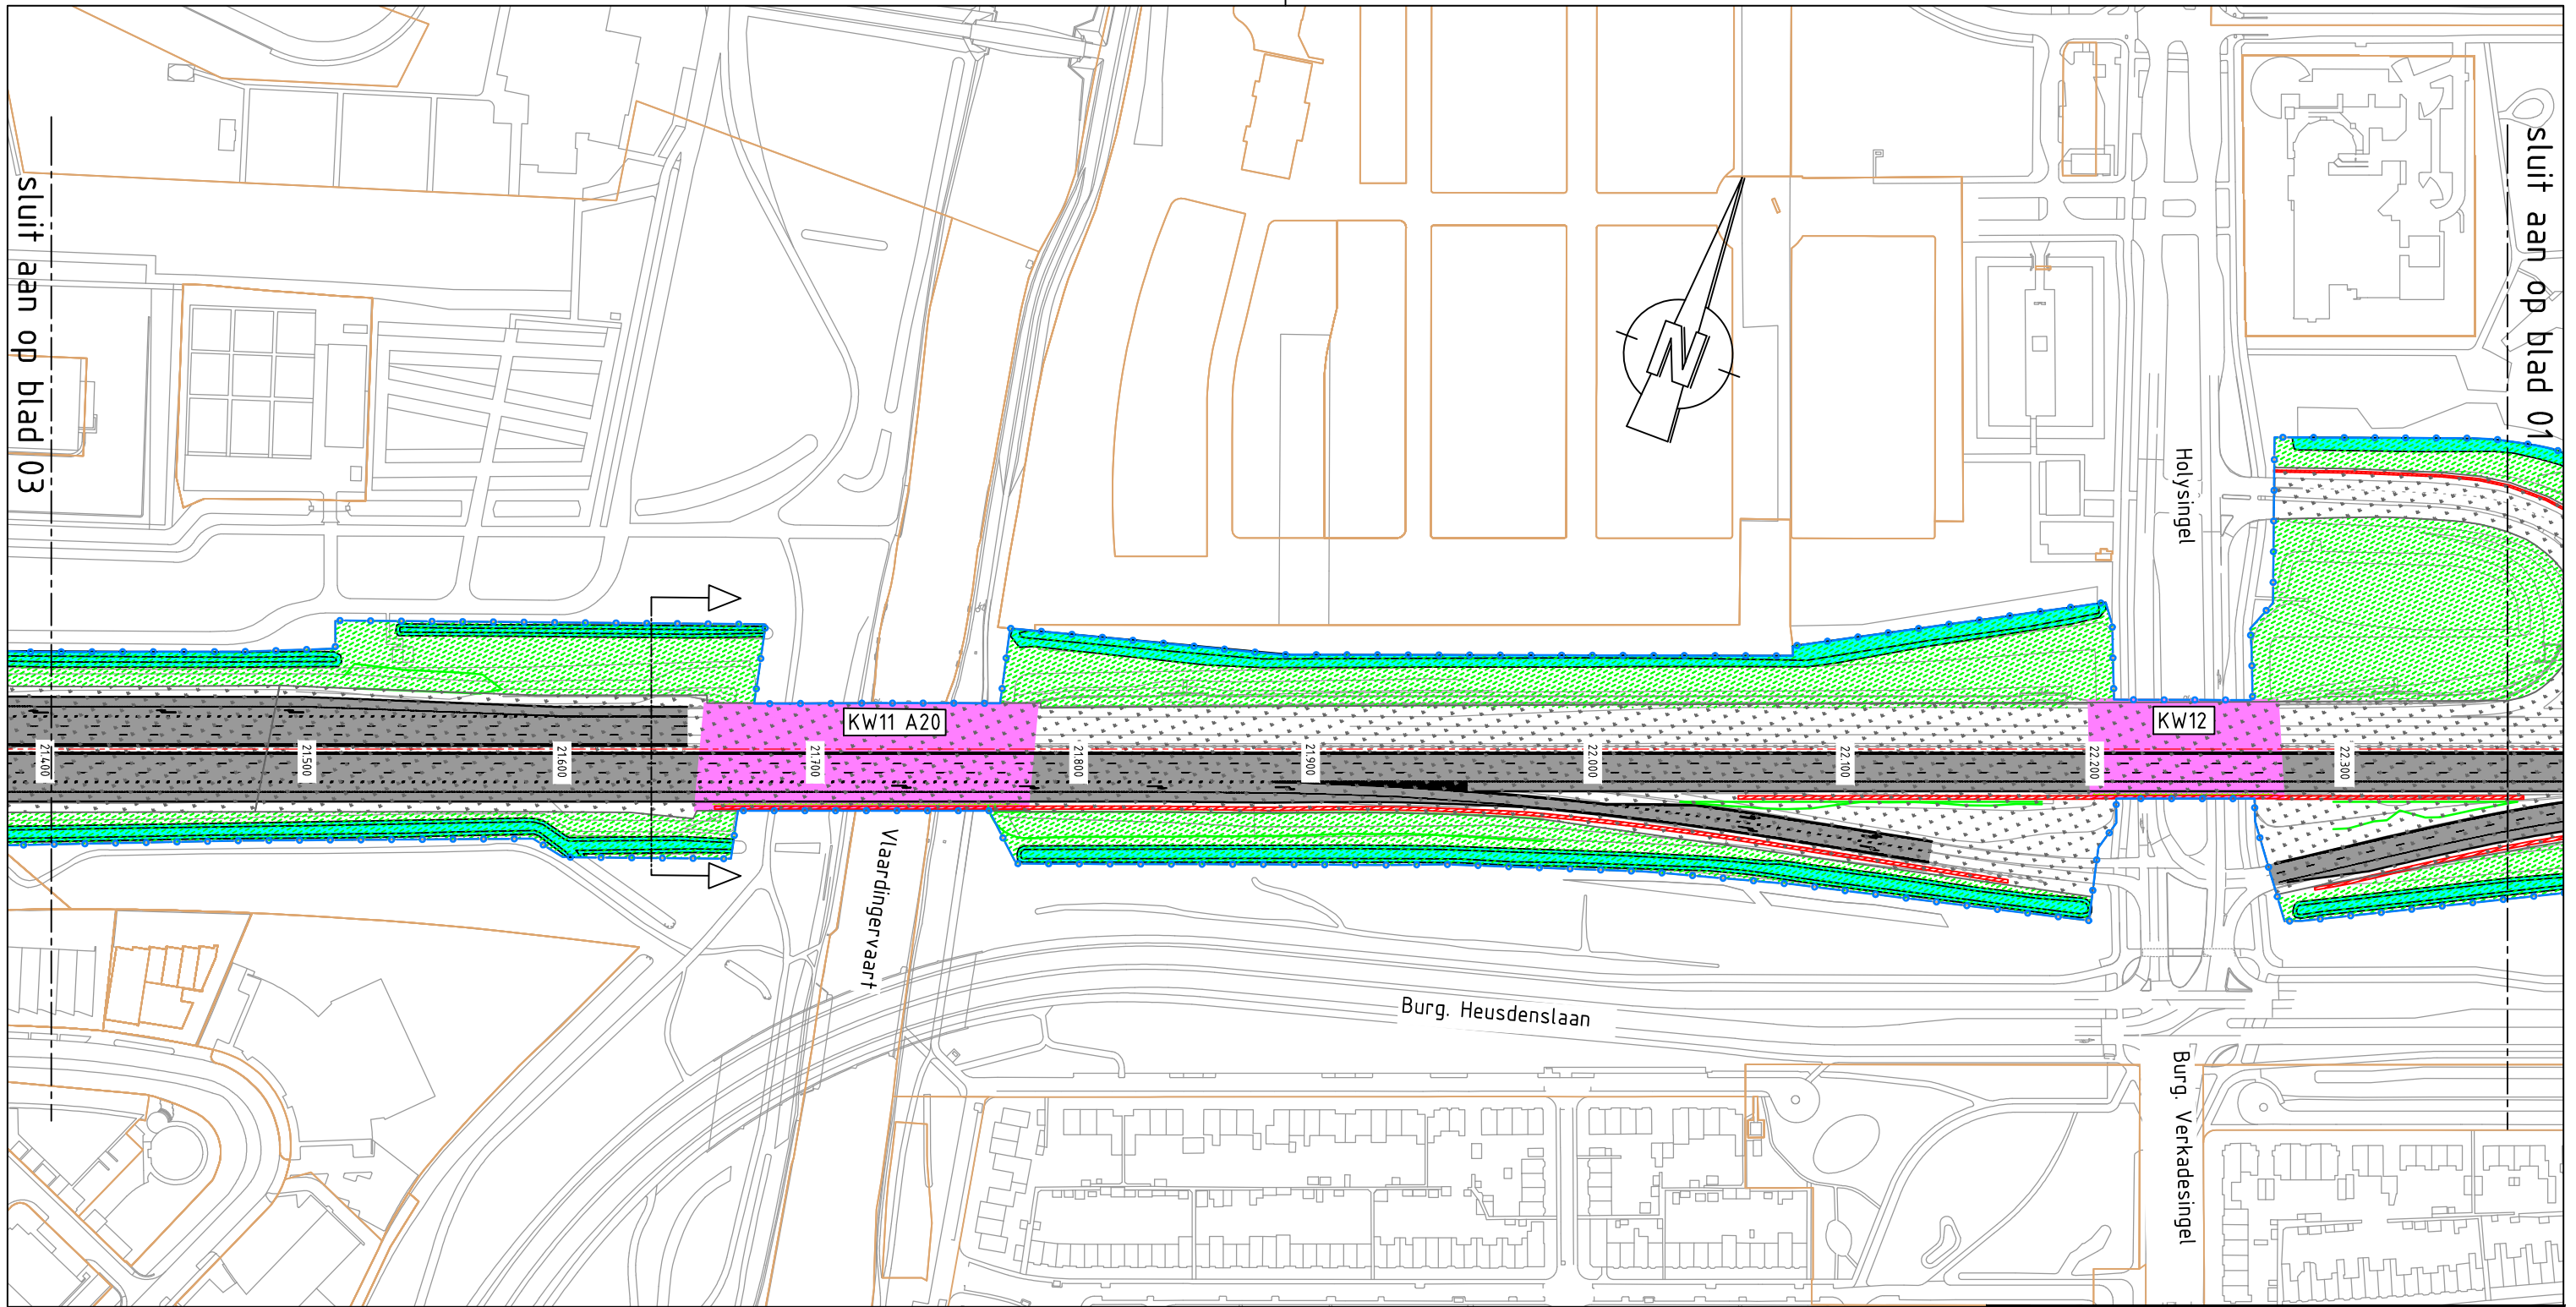 sluit aan op blad 03
sluit aan op blad 01
N
Holysingel
KW11 A20
KW12
21.400
21.500
21.600
21.700
21.800
21.900
22.000
22.100
22.200
22.300
Vlaardingervaart
Burg. Heusdenslaan
Burg. Verkadesingel